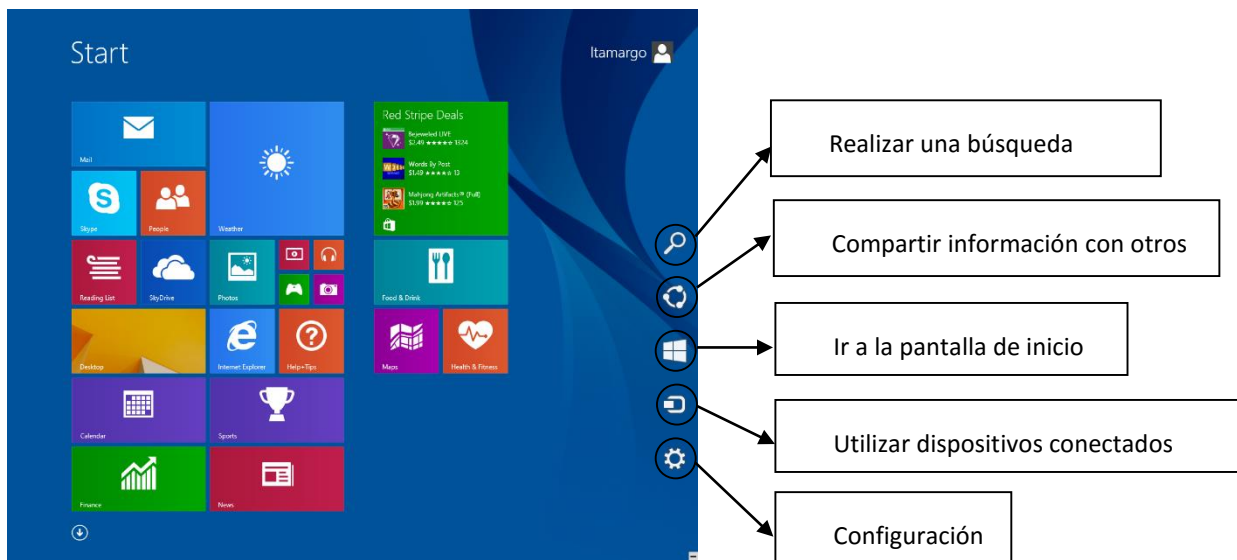 Start
ltamargo
Mail
Skype
People
Weather
Reading List
SkyDrive
Photos
Desktop
Internet Explorer
Help+Tips
Calendar
Sports
Finance
News
Red Stripe Deals
Bejeweled LIVE
$2.49 ★★★★★ 1324
Words By Post
$1.49 ★★★★★ 13
Mahjong Artifacts® (Full)
$1.99 ★★★★★ 125
Food & Drink
Maps
Health & Fitness
Realizar una búsqueda
Compartir información con otros
Ir a la pantalla de inicio
Utilizar dispositivos conectados
Configuración